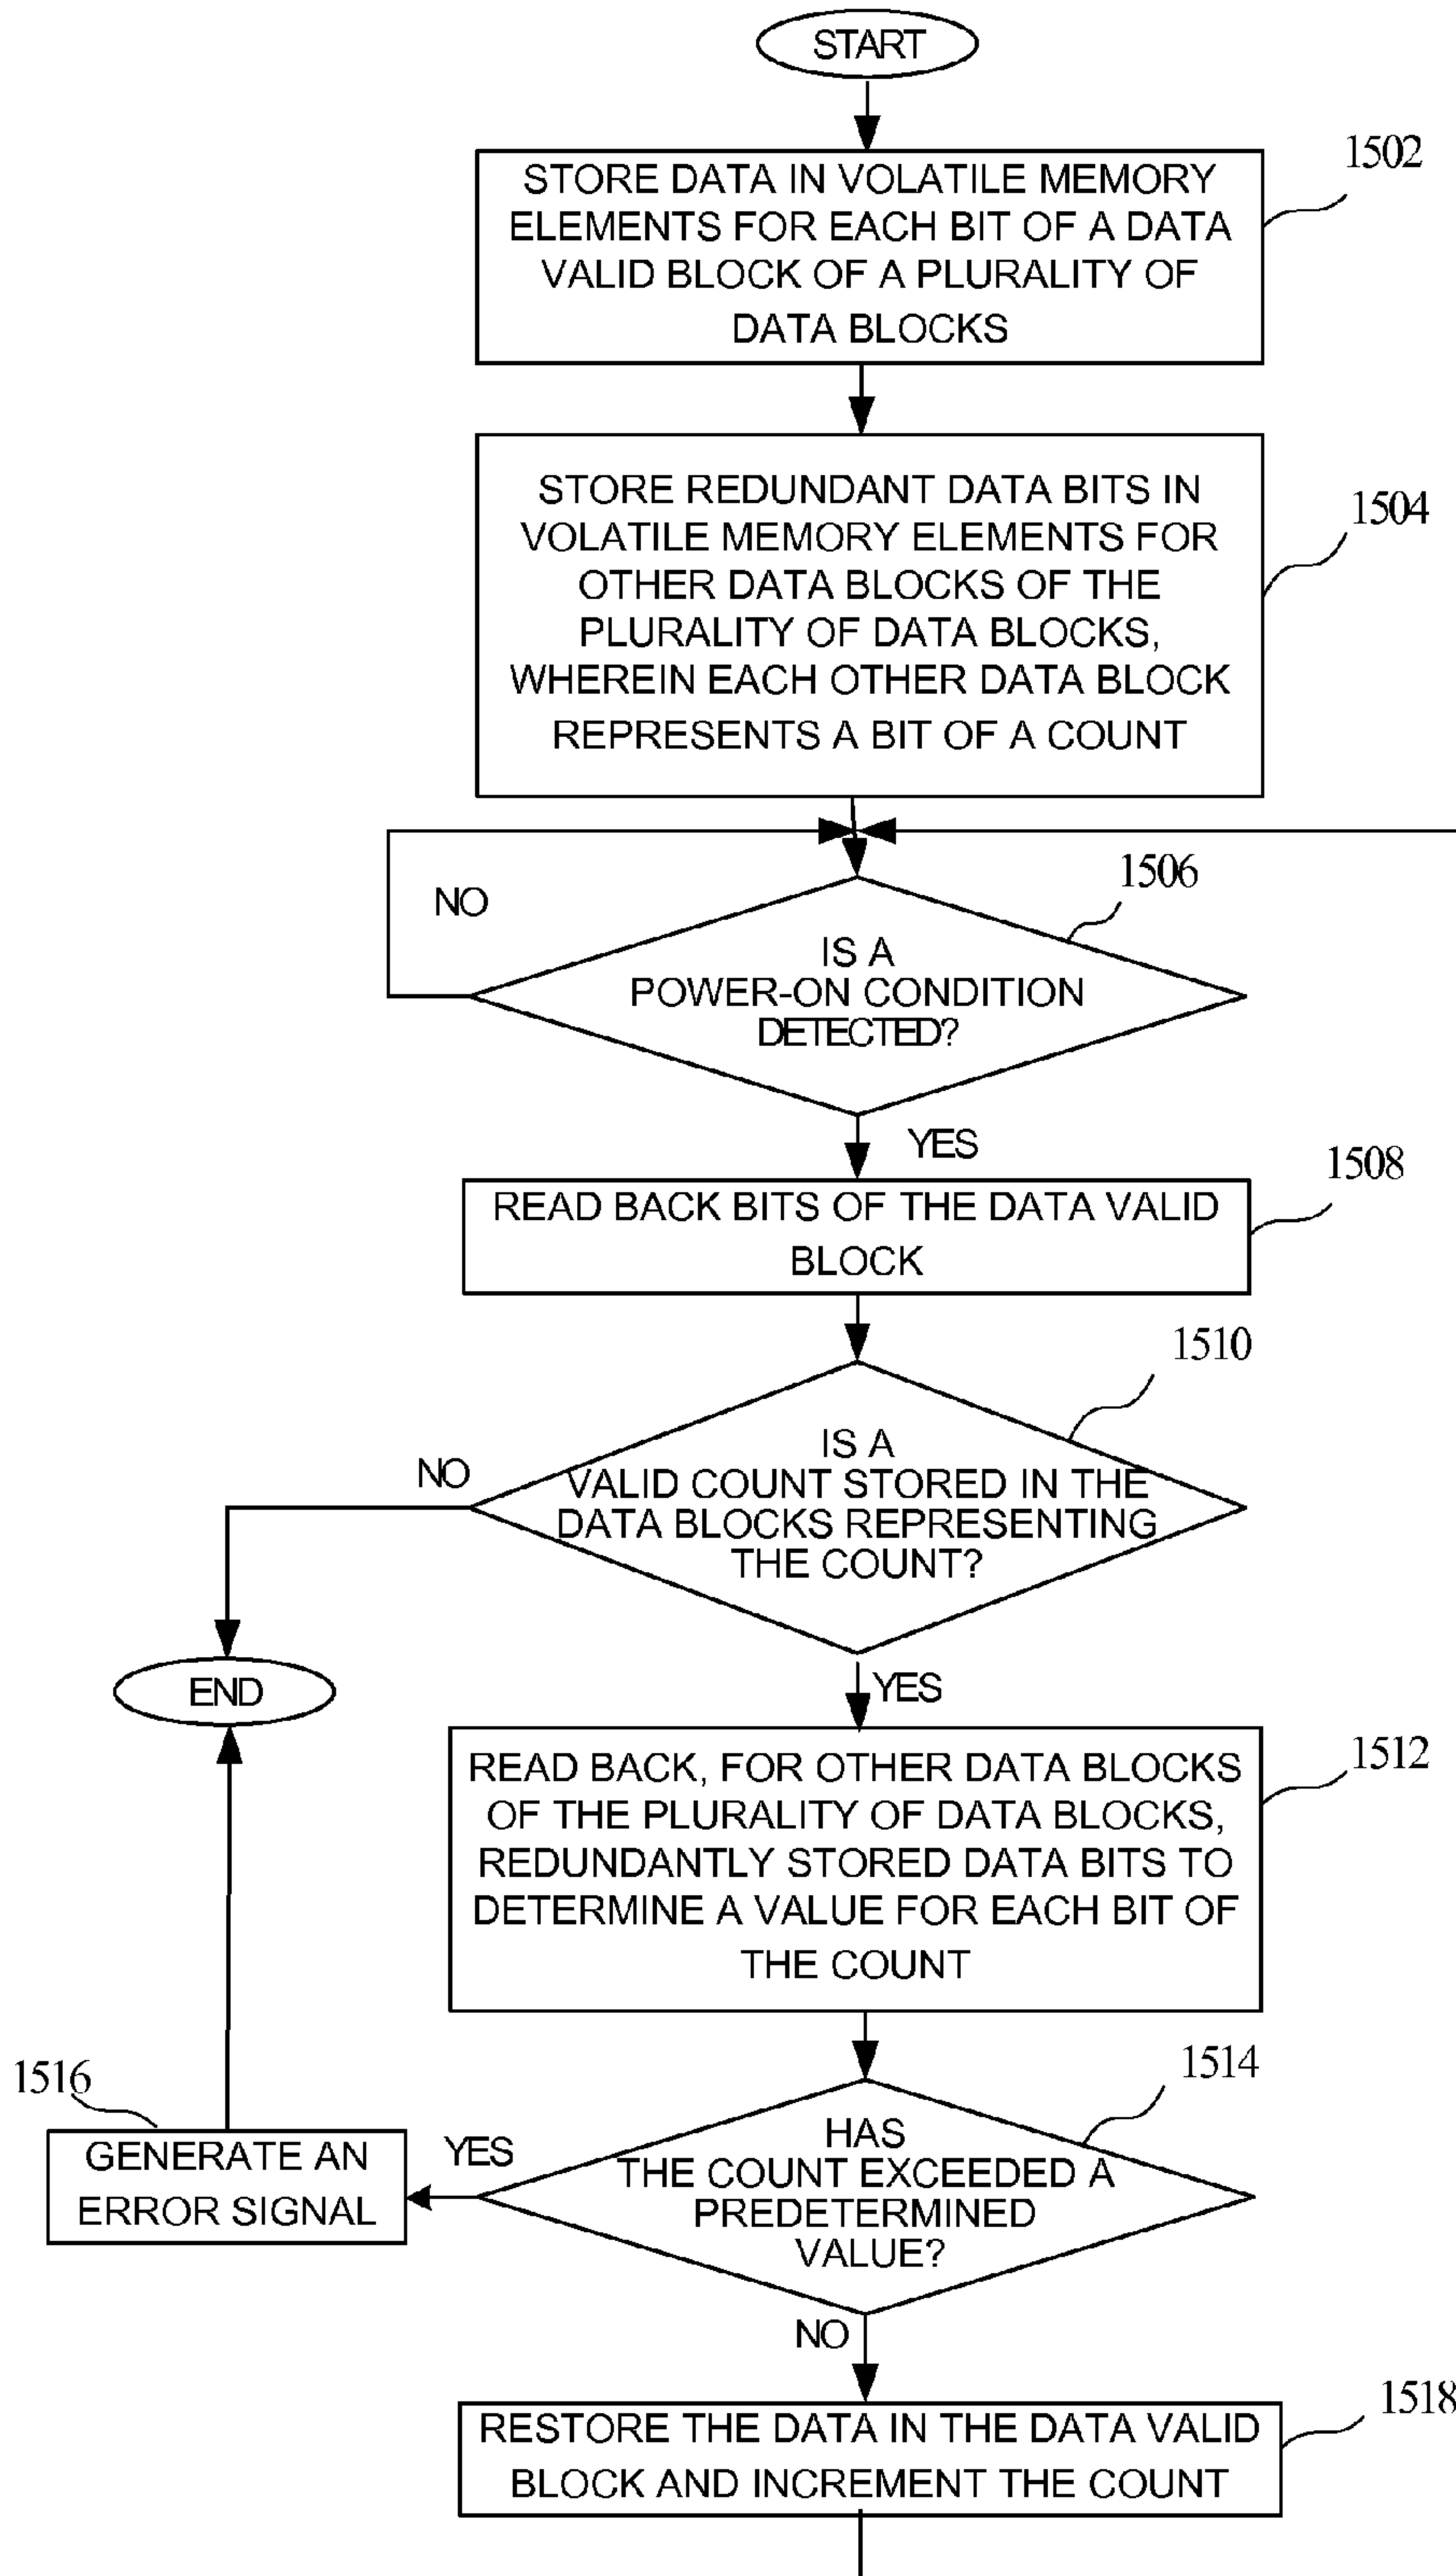 START
1502
STORE DATA IN VOLATILE MEMORY
ELEMENTS FOR EACH BIT OF A DATA
VALID BLOCK OF A PLURALITY OF
DATA BLOCKS
1504
STORE REDUNDANT DATA BITS IN
VOLATILE MEMORY ELEMENTS FOR
OTHER DATA BLOCKS OF THE
PLURALITY OF DATA BLOCKS,
WHEREIN EACH OTHER DATA BLOCK
REPRESENTS A BIT OF A COUNT
1506
NO
IS A
POWER-ON CONDITION
DETECTED?
YES
1508
READ BACK BITS OF THE DATA VALID
BLOCK
1510
NO
IS A
VALID COUNT STORED IN THE
DATA BLOCKS REPRESENTING
THE COUNT?
END
YES
1512
READ BACK, FOR OTHER DATA BLOCKS
OF THE PLURALITY OF DATA BLOCKS,
REDUNDANTLY STORED DATA BITS TO
DETERMINE A VALUE FOR EACH BIT OF
THE COUNT
1514
1516
HAS
THE COUNT EXCEEDED A
PREDETERMINED
VALUE?
YES
GENERATE AN
ERROR SIGNAL
NO
1518
RESTORE THE DATA IN THE DATA VALID
BLOCK AND INCREMENT THE COUNT